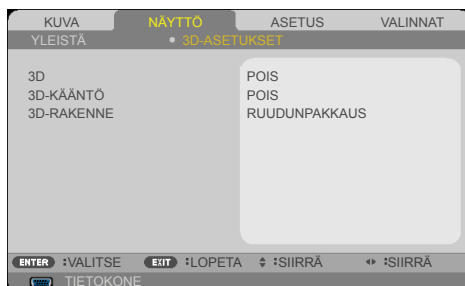 KUVA NÄYTTÖ ASETUS VALINNAT
YLEISTÄ • 3D-ASETUKSET
3D POIS
3D-KÄÄNTÖ POIS
3D-RAKENNE RUUDUNPAKKAUS
ENTER :VALITSE EXIT :LOPETA :SIIRRÄ :SIIRRÄ
TIETOKONE